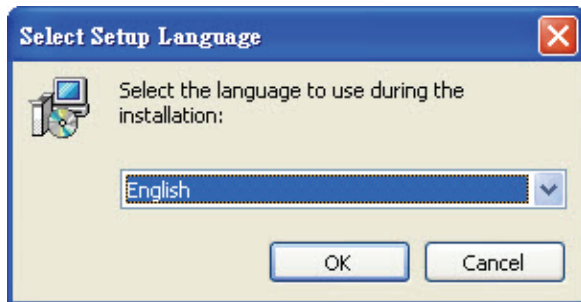 Select Setup Language
Select the language to use during the
installation:
English
OK
Cancel